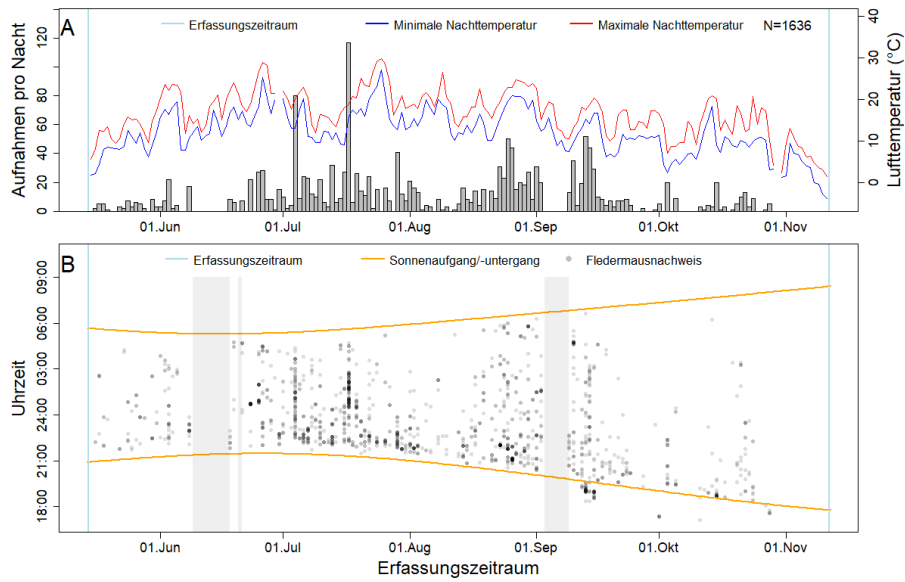 A
Erfassungszeitraum
Minimale Nachttemperatur
Maximale Nachttemperatur
N=1636
Aufnahmen pro Nacht
0
20
40
60
80
100
120
Lufttemperatur (°C)
0
10
20
30
40
01.Jun
01.Jul
01.Aug
01.Sep
01.Okt
01.Nov
B
Erfassungszeitraum
Sonnenaufgang/-untergang
Fledermausnachweis
Uhrzeit
18:00
21:00
24:00
03:00
06:00
09:00
01.Jun
01.Jul
01.Aug
01.Sep
01.Okt
01.Nov
Erfassungszeitraum